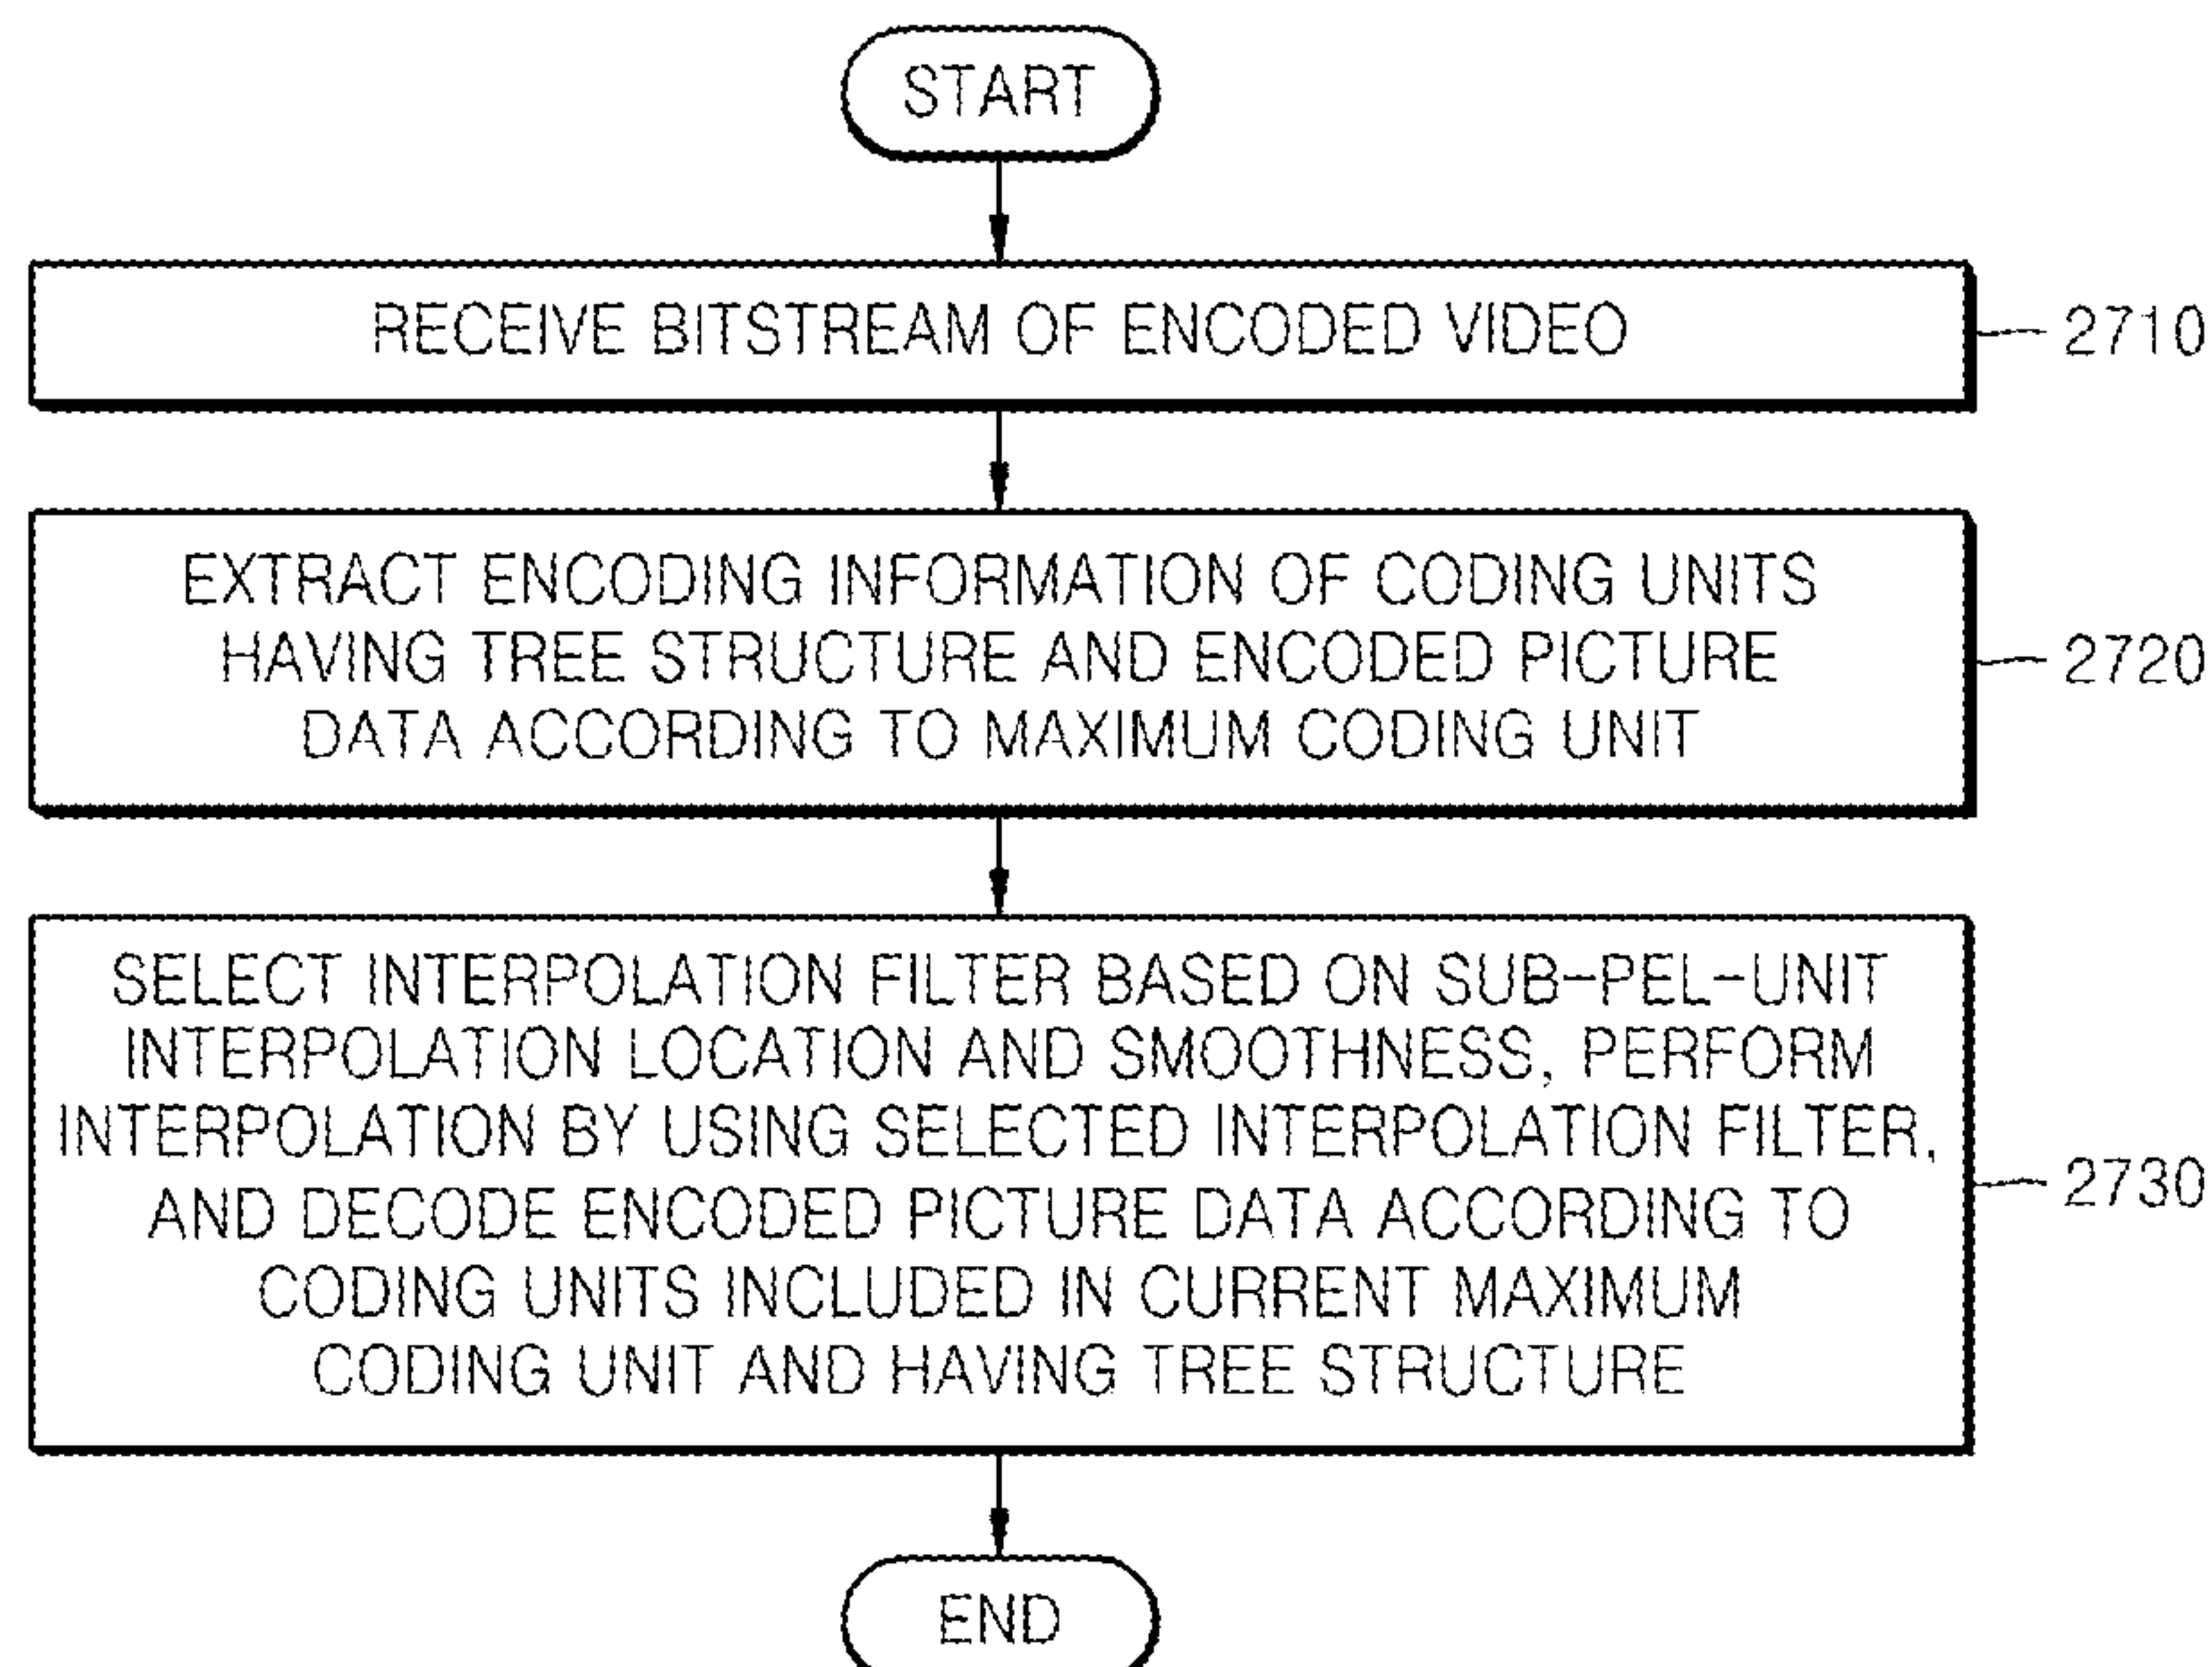 START
RECEIVE BITSTREAM OF ENCODED VIDEO
2710
EXTRACT ENCODING INFORMATION OF CODING UNITS
HAVING TREE STRUCTURE AND ENCODED PICTURE
DATA ACCORDING TO MAXIMUM CODING UNIT
2720
SELECT INTERPOLATION FILTER BASED ON SUB-PEL-UNIT
INTERPOLATION LOCATION AND SMOOTHNESS, PERFORM
INTERPOLATION BY USING SELECTED INTERPOLATION FILTER,
AND DECODE ENCODED PICTURE DATA ACCORDING TO
CODING UNITS INCLUDED IN CURRENT MAXIMUM
CODING UNIT AND HAVING TREE STRUCTURE
2730
END